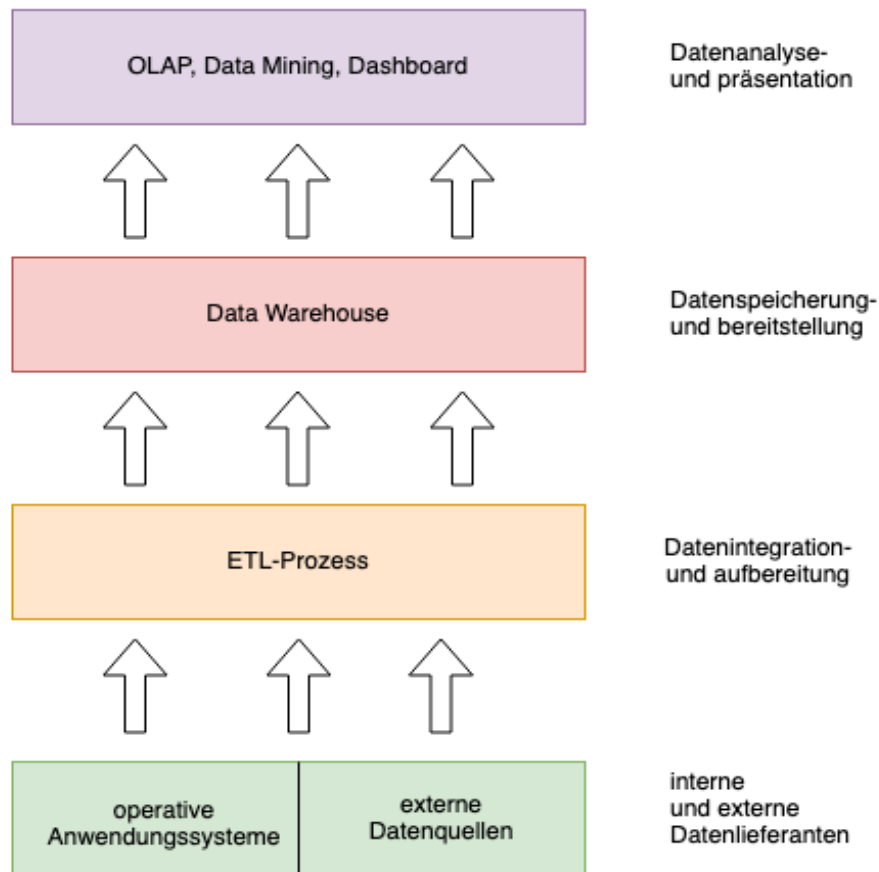 OLAP, Data Mining, Dashboard
Datenanalyse-
und präsentation
Data Warehouse
Datenspeicherung-
und bereitstellung
ETL-Prozess
Datenintegration-
und aufbereitung
operative
Anwendungssysteme
externe
Datenquellen
interne
und externe
Datenlieferanten